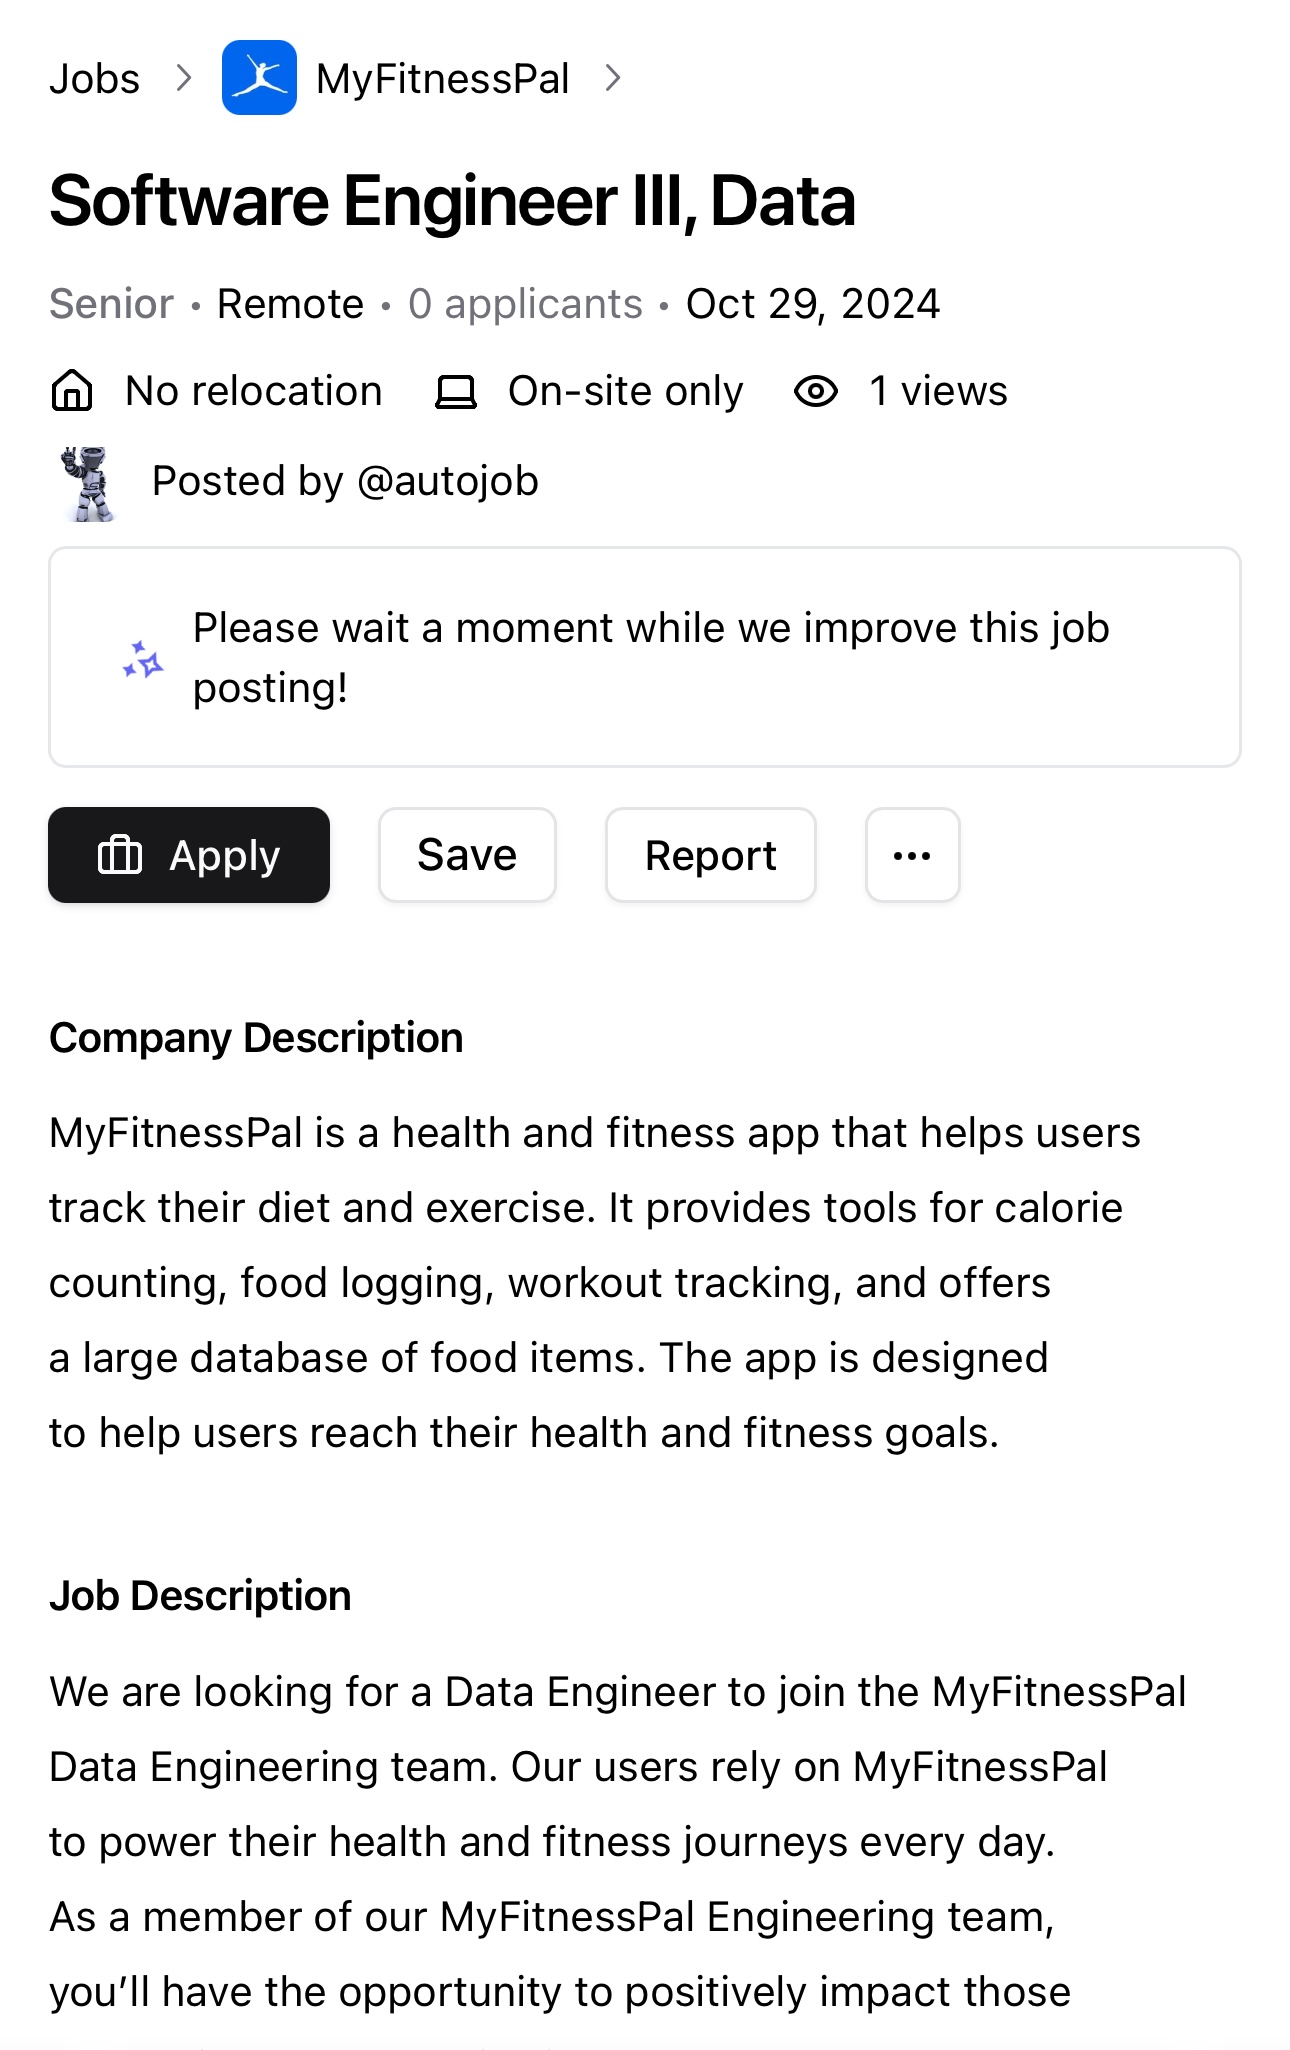 Jobs > MyFitnessPal >
Software Engineer III, Data
Senior • Remote • 0 applicants • Oct 29, 2024
No relocation On-site only 1 views
Posted by @autojob
Please wait a moment while we improve this job
posting!
Apply Save Report ...
Company Description
MyFitnessPal is a health and fitness app that helps users
track their diet and exercise. It provides tools for calorie
counting, food logging, workout tracking, and offers
a large database of food items. The app is designed
to help users reach their health and fitness goals.
Job Description
We are looking for a Data Engineer to join the MyFitnessPal
Data Engineering team. Our users rely on MyFitnessPal
to power their health and fitness journeys every day.
As a member of our MyFitnessPal Engineering team,
you’ll have the opportunity to positively impact those